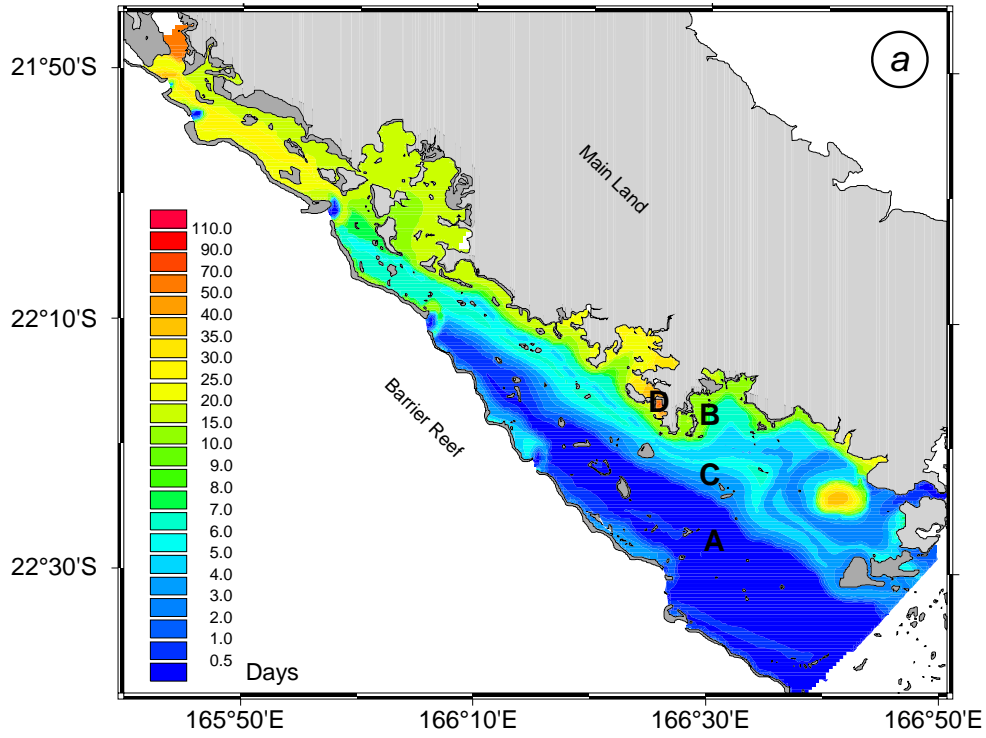 a
21°50'S
Main Land
110.0
90.0
70.0
50.0
40.0
35.0
30.0
25.0
20.0
15.0
10.0
9.0
8.0
7.0
6.0
5.0
4.0
3.0
2.0
1.0
0.5
Days
22°10'S
Barrier Reef
D
B
C
A
22°30'S
165°50'E
166°10'E
166°30'E
166°50'E